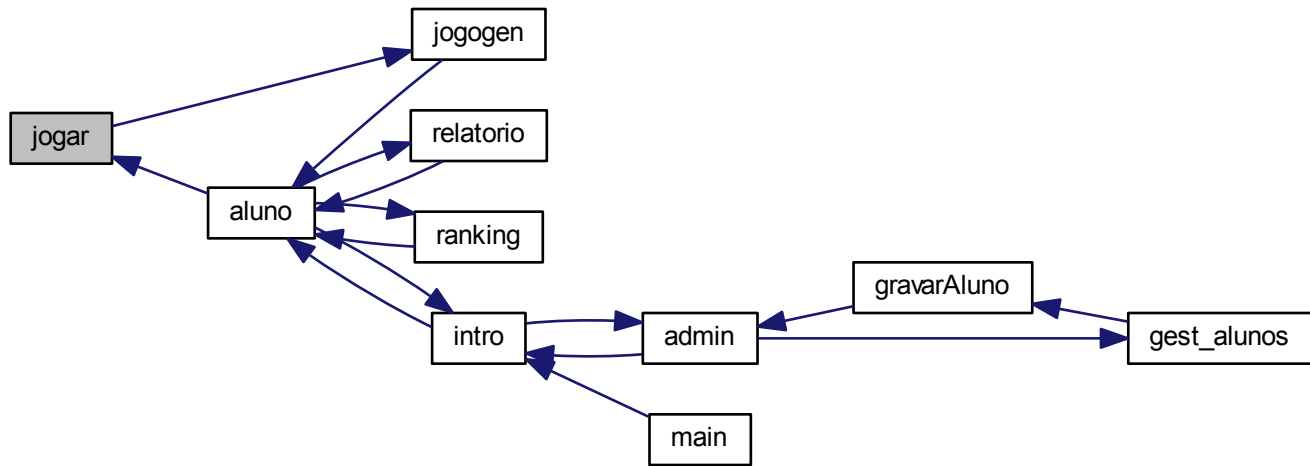 jogogen
relatorio
jogar
aluno
ranking
gravarAluno
intro
admin
gest_alunos
main